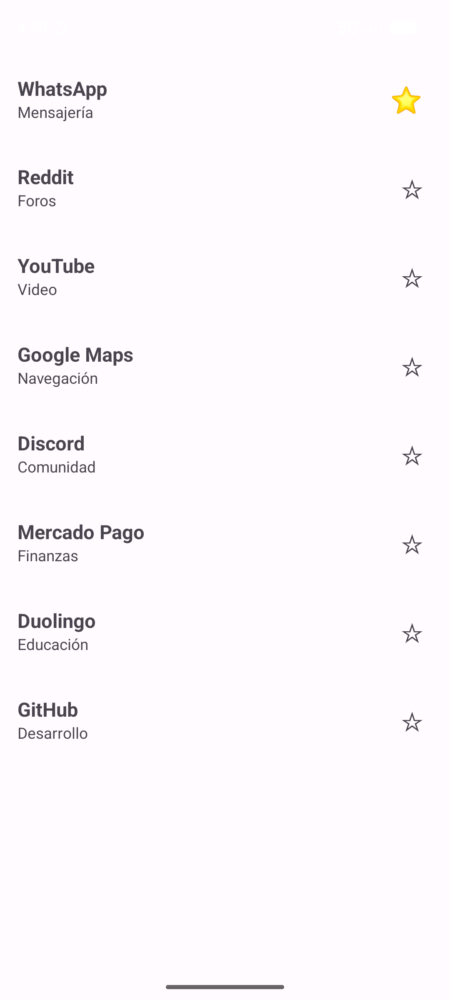 WhatsApp
Mensajería
Reddit
Foros
YouTube
Video
Google Maps
Navegación
Discord
Comunidad
Mercado Pago
Finanzas
Duolingo
Educación
GitHub
Desarrollo